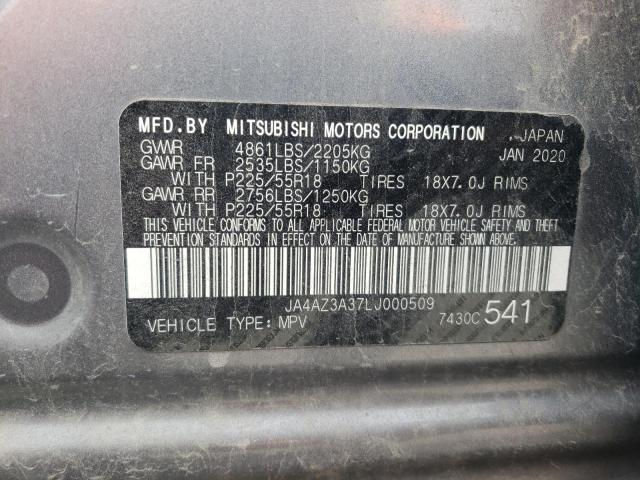 MFD.BY MITSUBISHI MOTORS CORPORATION . JAPAN
GVWR 4861LBS/2205KG JAN 2020
GAWR FR 2535LBS/1150KG
WITH P225/55R18 TIRES 18X7.0J RIMS
GAWR RR 2756LBS/1250KG
WITH P225/55R18 TIRES 18X7.0J RIMS
THIS VEHICLE CONFORMS TO ALL APPLICABLE FEDERAL MOTOR VEHICLE SAFETY AND THEFT
PREVENTION STANDARDS IN EFFECT ON THE DATE OF MANUFACTURE SHOWN ABOVE.
JA4AZ3A37LJ000509
VEHICLE TYPE: MPV 7430C 541